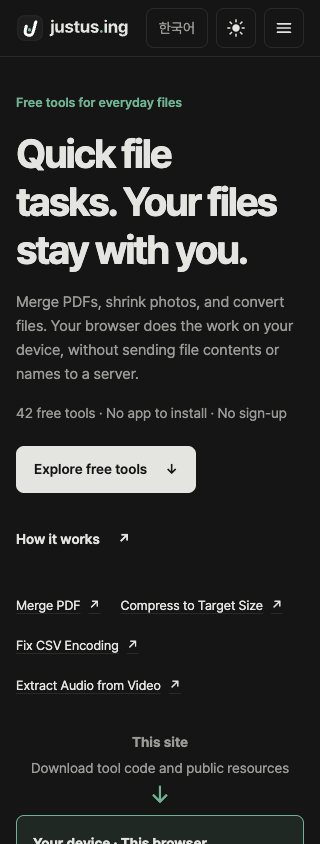 justus.ing
한국어
Free tools for everyday files
Quick file
tasks. Your files
stay with you.
Merge PDFs, shrink photos, and convert
files. Your browser does the work on your
device, without sending file contents or
names to a server.
42 free tools · No app to install · No sign-up
Explore free tools ↓
How it works ↗
Merge PDF ↗ Compress to Target Size ↗
Fix CSV Encoding ↗
Extract Audio from Video ↗
This site
Download tool code and public resources
↓
Your device · This browser